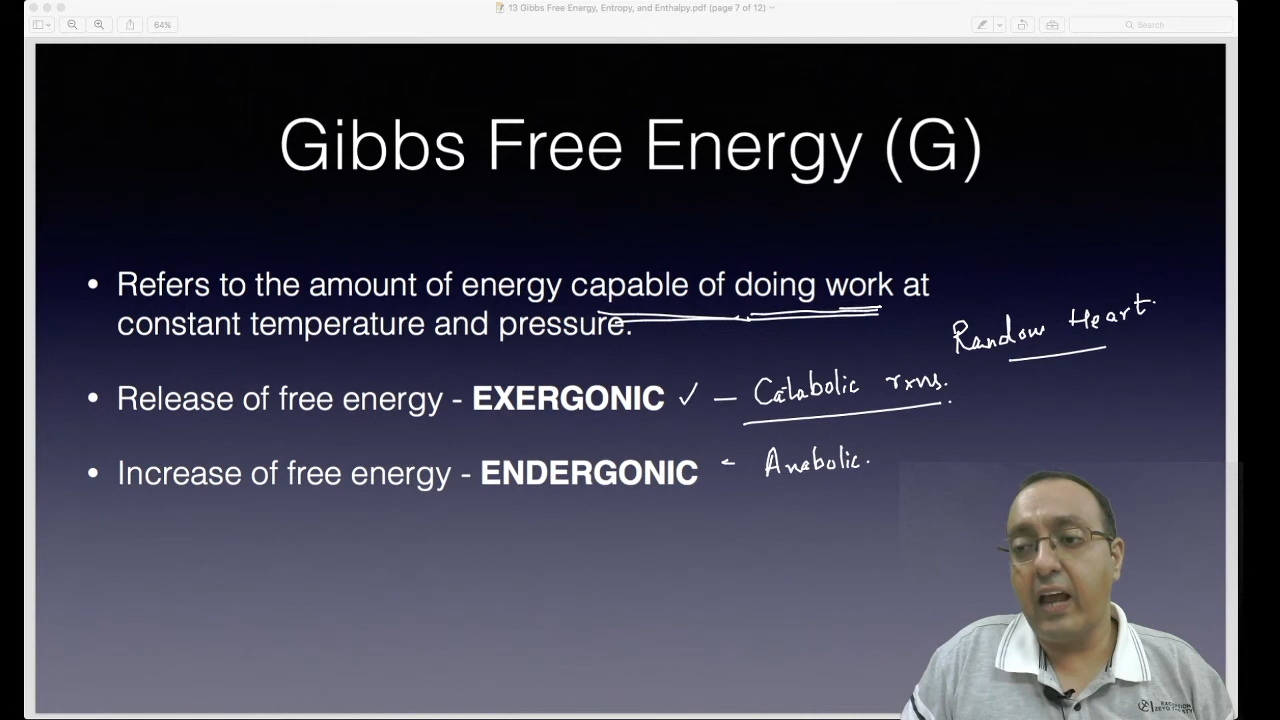 13 Gibbs Free Energy, Entropy, and Enthalpy.pdf (page 7 of 12)
64%
Search
Gibbs Free Energy (G)
• Refers to the amount of energy capable of doing work at
constant temperature and pressure.
Random Heart.
• Release of free energy - EXERGONIC ✓ – Catabolic rxns.
• Increase of free energy - ENDERGONIC - Anabolic.